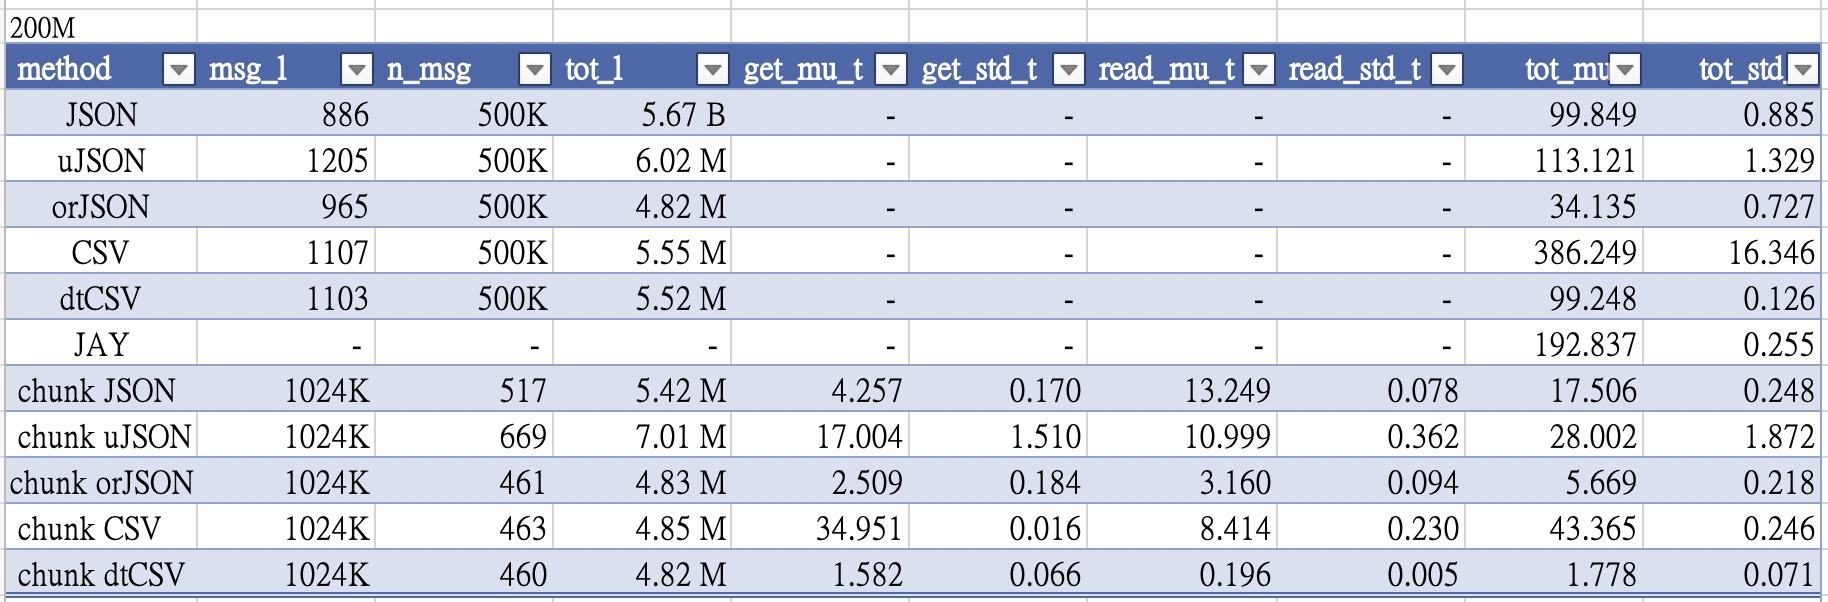 200M
method msg_l n_msg tot_l get_mu_t get_std_t read_mu_t read_std_t tot_mu tot_std
JSON 886 500K 5.67 B - - - - 99.849 0.885
uJSON 1205 500K 6.02 M - - - - 113.121 1.329
orJSON 965 500K 4.82 M - - - - 34.135 0.727
CSV 1107 500K 5.55 M - - - - 386.249 16.346
dtCSV 1103 500K 5.52 M - - - - 99.248 0.126
JAY - - - - - - - 192.837 0.255
chunk JSON 1024K 517 5.42 M 4.257 0.170 13.249 0.078 17.506 0.248
chunk uJSON 1024K 669 7.01 M 17.004 1.510 10.999 0.362 28.002 1.872
chunk orJSON 1024K 461 4.83 M 2.509 0.184 3.160 0.094 5.669 0.218
chunk CSV 1024K 463 4.85 M 34.951 0.016 8.414 0.230 43.365 0.246
chunk dtCSV 1024K 460 4.82 M 1.582 0.066 0.196 0.005 1.778 0.071